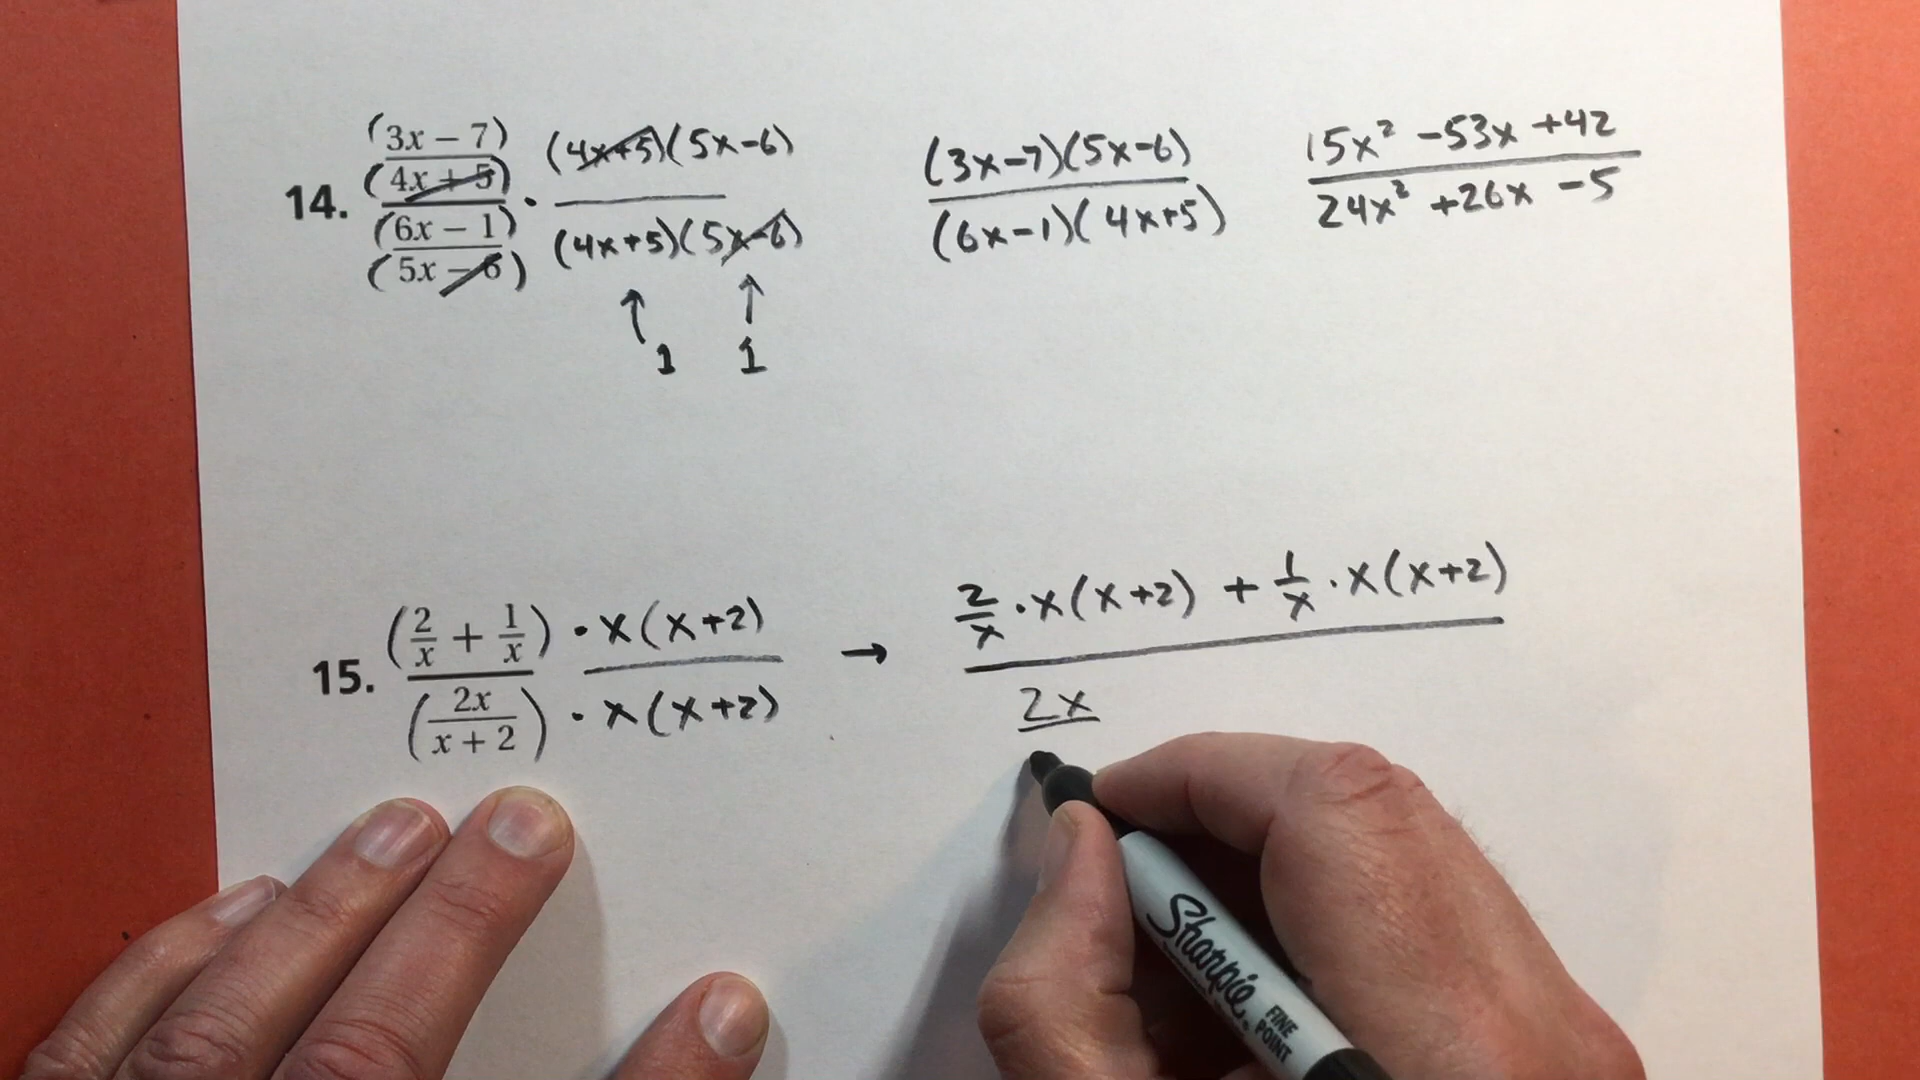 14. (3x − 7)/(4x + 5) / (6x − 1)/(5x − 6) · (4x+5)(5x−6) / (4x+5)(5x−6)
↑ 1 ↑ 1
(3x−7)(5x−6) / (6x−1)(4x+5)
15x² −53x +42 / 24x² +26x −5
15. (2/x + 1/x) / (2x/(x + 2)) · x(x+2) / · x(x+2) →
2/x · x(x+2) + 1/x · x(x+2)
2x
Sharpie.
FINE
POINT